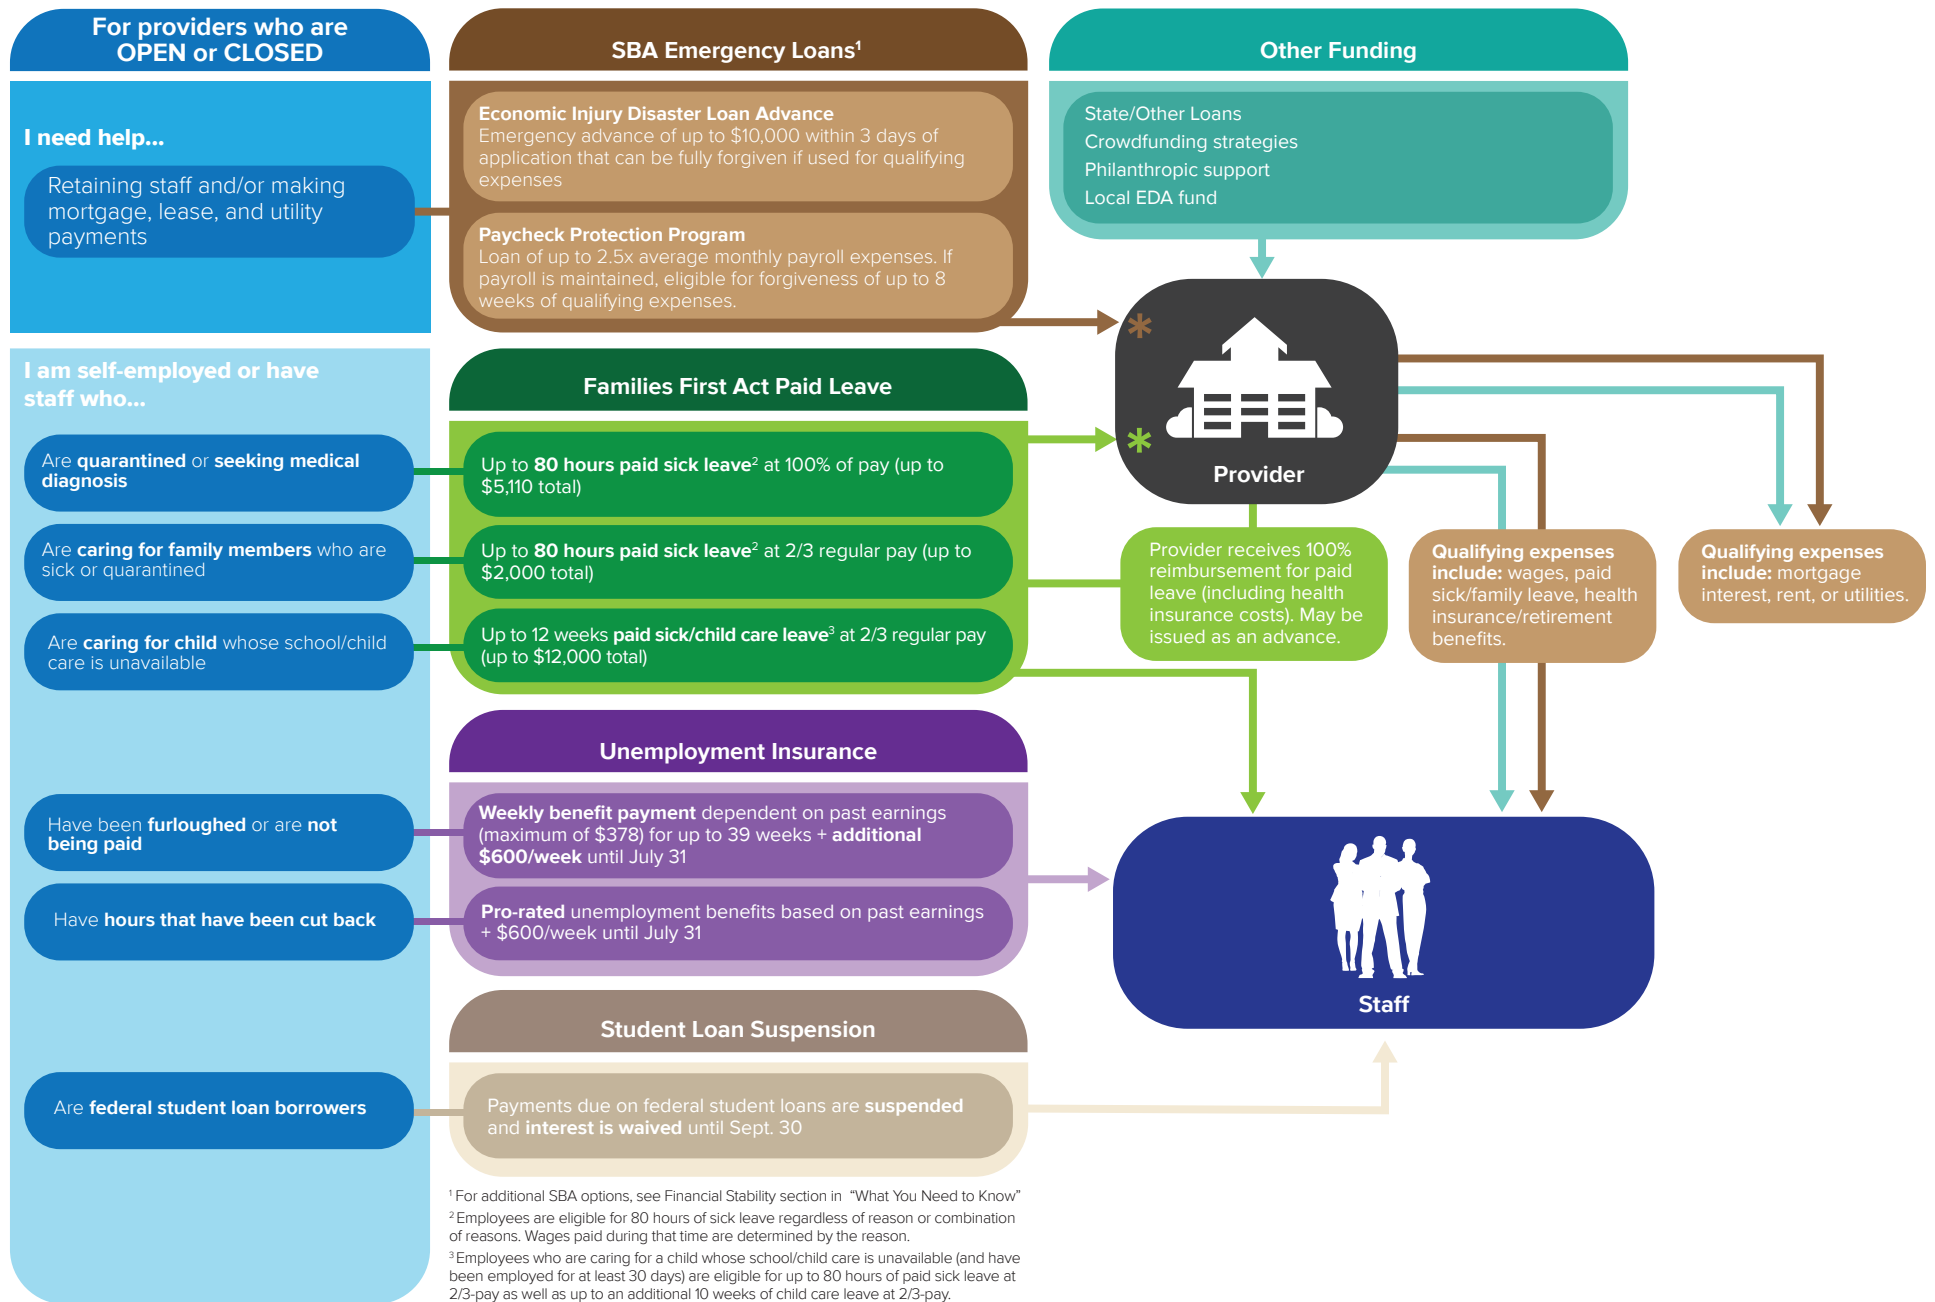 For providers who are
OPEN or CLOSED
I need help...
Retaining staff and/or making
mortgage, lease, and utility
payments
SBA Emergency Loans¹
Economic Injury Disaster Loan Advance
Emergency advance of up to $10,000 within 3 days of
application that can be fully forgiven if used for qualifying
expenses
Paycheck Protection Program
Loan of up to 2.5x average monthly payroll expenses. If
payroll is maintained, eligible for forgiveness of up to 8
weeks of qualifying expenses.
Other Funding
State/Other Loans
Crowdfunding strategies
Philanthropic support
Local EDA fund
*
*
Provider
I am self-employed or have
staff who...
Are quarantined or seeking medical
diagnosis
Are caring for family members who are
sick or quarantined
Are caring for child whose school/child
care is unavailable
Families First Act Paid Leave
Up to 80 hours paid sick leave² at 100% of pay (up to
$5,110 total)
Up to 80 hours paid sick leave² at 2/3 regular pay (up to
$2,000 total)
Up to 12 weeks paid sick/child care leave³ at 2/3 regular pay
(up to $12,000 total)
Provider receives 100%
reimbursement for paid
leave (including health
insurance costs). May be
issued as an advance.
Qualifying expenses
include: wages, paid
sick/family leave, health
insurance/retirement
benefits.
Qualifying expenses
include: mortgage
interest, rent, or utilities.
Have been furloughed or are not
being paid
Have hours that have been cut back
Unemployment Insurance
Weekly benefit payment dependent on past earnings
(maximum of $378) for up to 39 weeks + additional
$600/week until July 31
Pro-rated unemployment benefits based on past earnings
+ $600/week until July 31
Staff
Are federal student loan borrowers
Student Loan Suspension
Payments due on federal student loans are suspended
and interest is waived until Sept. 30
¹ For additional SBA options, see Financial Stability section in “What You Need to Know”
² Employees are eligible for 80 hours of sick leave regardless of reason or combination
of reasons. Wages paid during that time are determined by the reason.
³ Employees who are caring for a child whose school/child care is unavailable (and have
been employed for at least 30 days) are eligible for up to 80 hours of paid sick leave at
2/3-pay as well as up to an additional 10 weeks of child care leave at 2/3-pay.